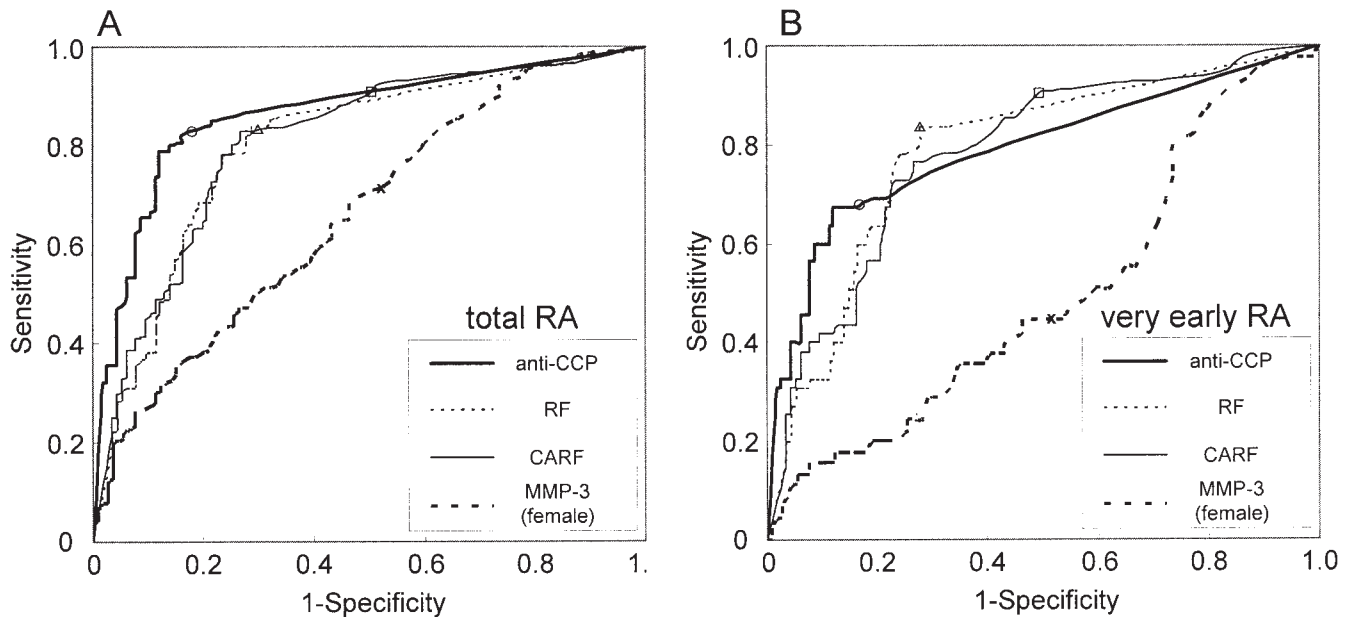 A
1.0
0.8
0.6
0.4
0.2
0
Sensitivity
0 0.2 0.4 0.6 0.8 1.
1-Specificity
total RA
anti-CCP
RF
CARF
MMP-3
(female)
B
1.0
0.8
0.6
0.4
0.2
0
Sensitivity
0 0.2 0.4 0.6 0.8 1.0
1-Specificity
very early RA
anti-CCP
RF
CARF
MMP-3
(female)